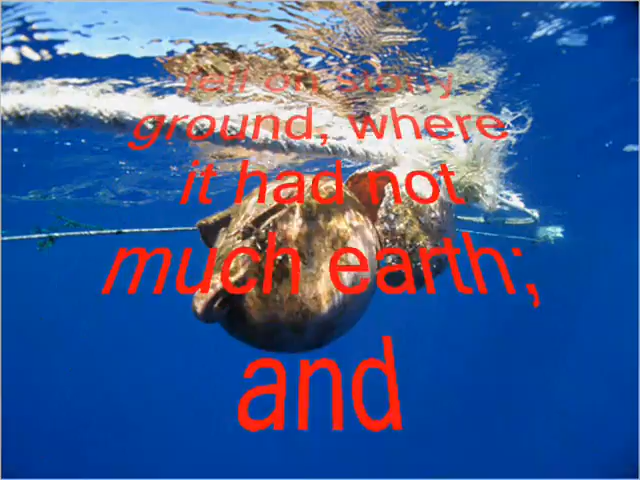 fell on stony
ground, where
it had not
much earth;
and